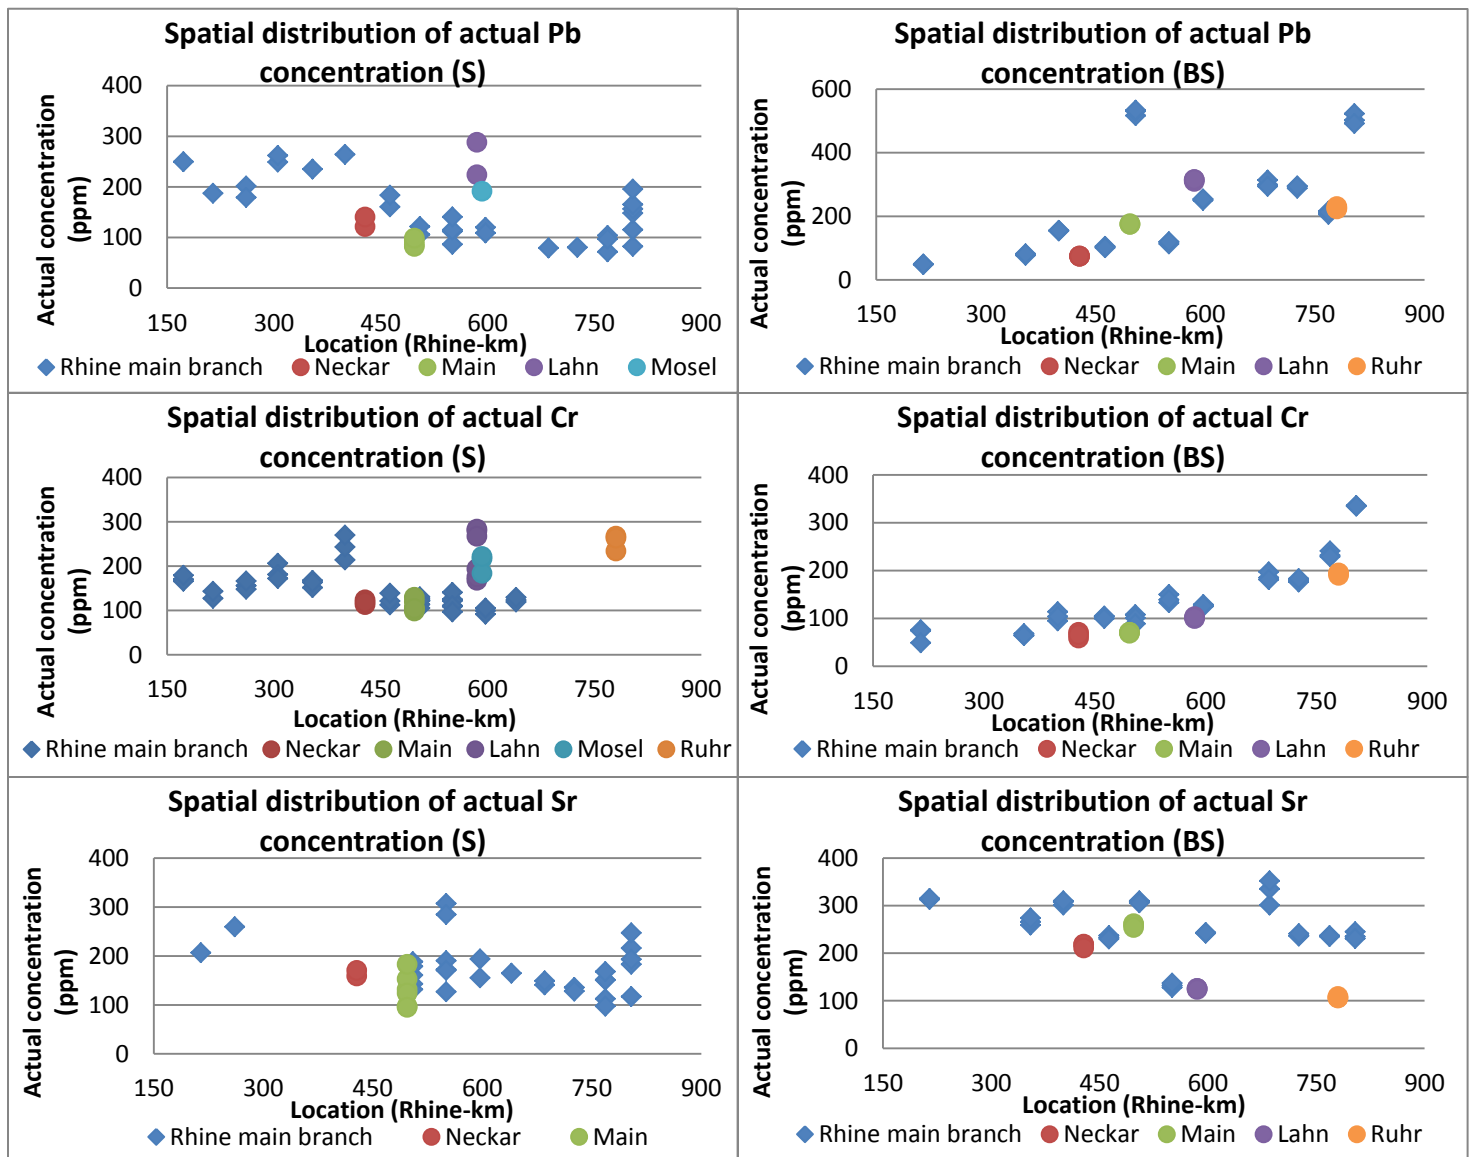 Spatial distribution of actual Pb
concentration (S)
Actual concentration
(ppm)
400
300
200
100
0
150 300 450 600 750 900
Location (Rhine-km)
Rhine main branch Neckar Main Lahn Mosel
Spatial distribution of actual Pb
concentration (BS)
Actual concentration
(ppm)
600
400
200
0
150 300 450 600 750 900
Location (Rhine-km)
Rhine main branch Neckar Main Lahn Ruhr
Spatial distribution of actual Cr
concentration (S)
Actual concentration
(ppm)
400
300
200
100
0
150 300 450 600 750 900
Location (Rhine-km)
Rhine main branch Neckar Main Lahn Mosel Ruhr
Spatial distribution of actual Cr
concentration (BS)
Actual concentration
(ppm)
400
300
200
100
0
150 300 450 600 750 900
Location (Rhine-km)
Rhine main branch Neckar Main Lahn Ruhr
Spatial distribution of actual Sr
concentration (S)
Actual concentration
(ppm)
400
300
200
100
0
150 300 450 600 750 900
Location (Rhine-km)
Rhine main branch Neckar Main
Spatial distribution of actual Sr
concentration (BS)
Actual concentration
(ppm)
400
300
200
100
0
150 300 450 600 750 900
Location (Rhine-km)
Rhine main branch Neckar Main Lahn Ruhr